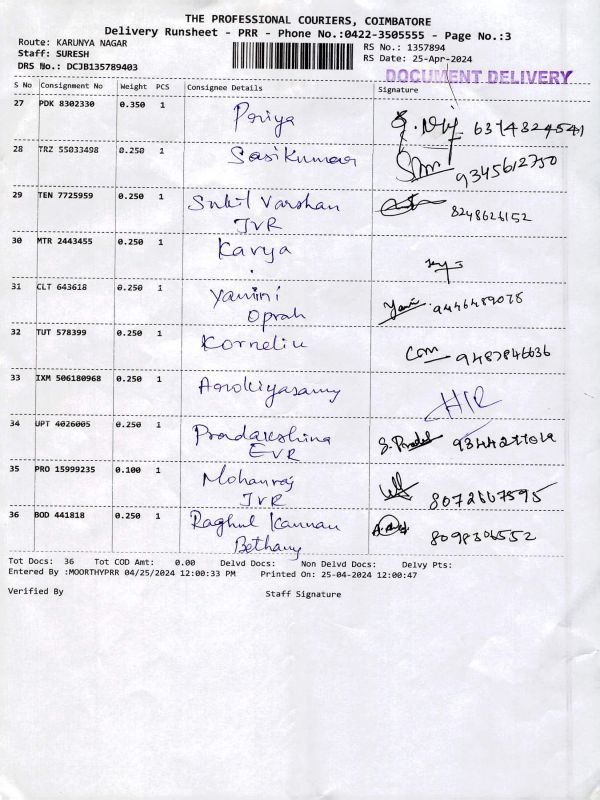 THE PROFESSIONAL COURIERS, COIMBATORE
Delivery Runsheet - PRR - Phone No.:0422-3505555 - Page No.:3
Route: KARUNYA NAGAR
Staff: SURESH
DRS No.: DCJB135789403
RS No.: 1357894
RS Date: 25-Apr-2024
DOCUMENT DELIVERY
S No Consignment No Weight PCS Consignee Details Signature
27 PDK 8302330 0.350 1 Priya 6374824541
28 TRZ 55033498 0.250 1 Sasikumar 9345612750
29 TEN 7725959 0.250 1 Sukil Varshan 8248626152
JVR
30 MTR 2443455 0.250 1 Kavya
31 CLT 643618 0.250 1 Yamini 9446489078
Oprah
32 TUT 578399 0.250 1 Korneliu 9487846636
33 IXM 506180968 0.250 1 Arokiyasamy
34 UPT 4026005 0.250 1 Pradakshina
EVR
35 PRO 15999235 0.100 1 Mohanraj 8072867595
JVR
36 BOD 441818 0.250 1 Raghul Kannan 8098306552
Bethany
Tot Docs: 36 Tot COD Amt: 0.00 Delvd Docs: Non Delvd Docs: Delvy Pts:
Entered By :MOORTHYPRR 04/25/2024 12:00:33 PM Printed On: 25-04-2024 12:00:47
Verified By Staff Signature